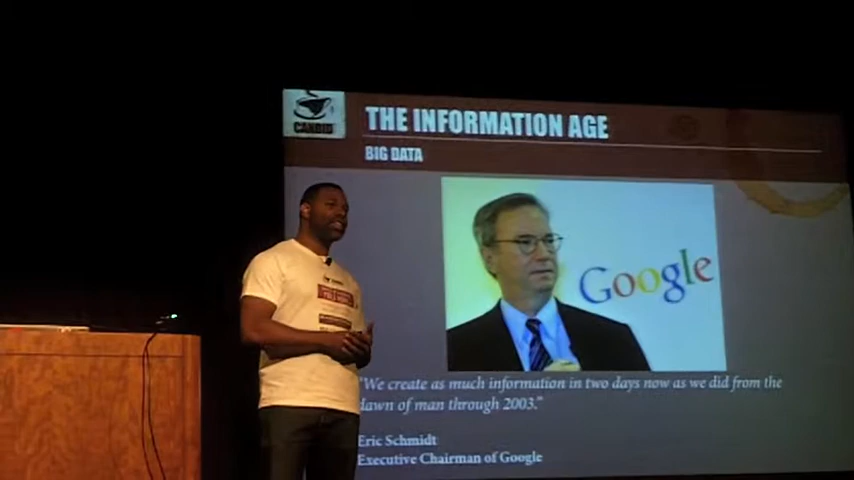 CANDID
THE INFORMATION AGE
BIG DATA
Google
"We create as much information in two days now as we did from the
dawn of man through 2003."
Eric Schmidt
Executive Chairman of Google